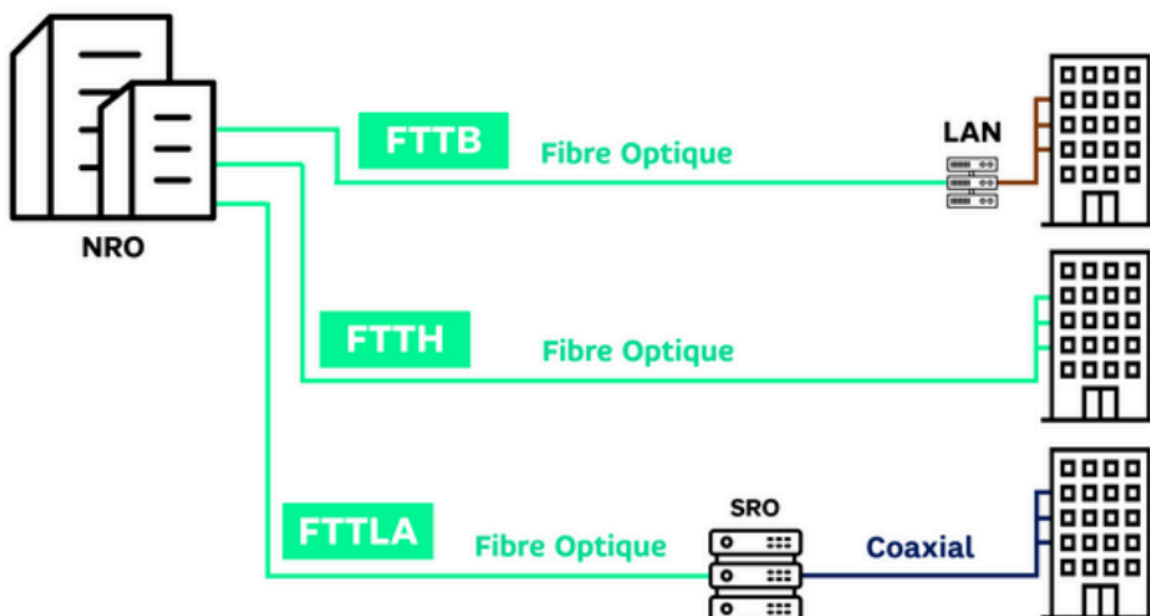 FTTB
Fibre Optique
LAN
NRO
FTTH
Fibre Optique
FTTLA
Fibre Optique
SRO
Coaxial